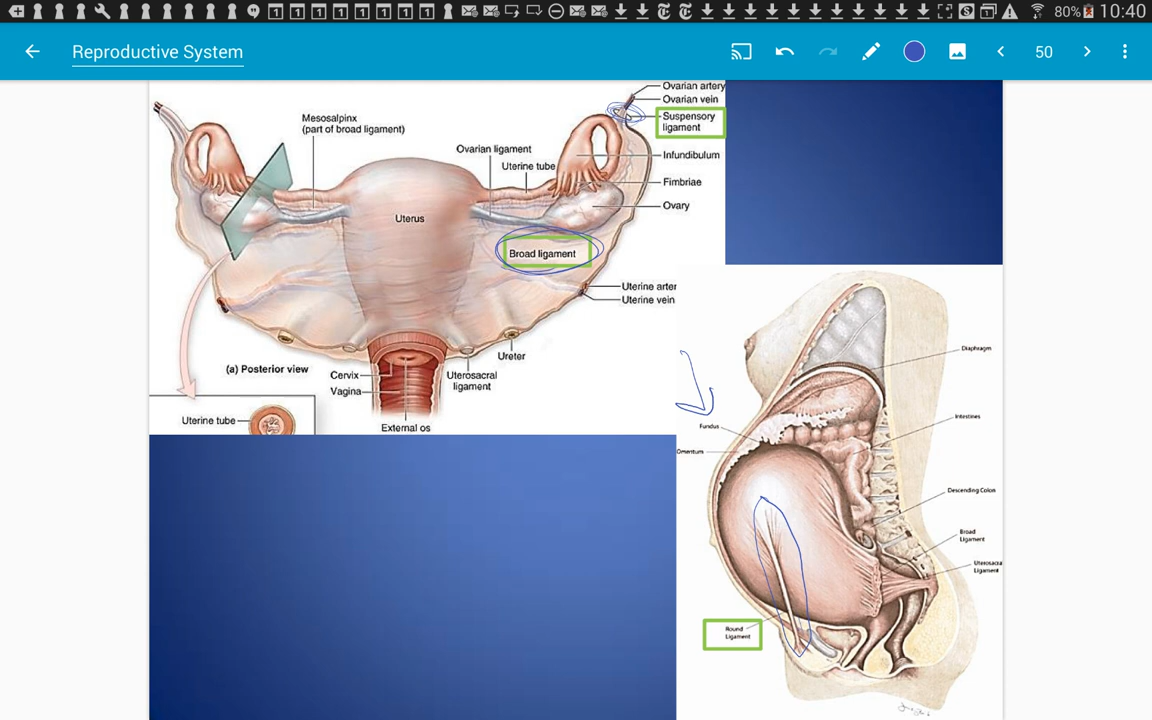 80% 10:40
Reproductive System
50
Ovarian artery
Ovarian vein
Suspensory
ligament
Mesosalpinx
(part of broad ligament)
Ovarian ligament
Uterine tube
Infundibulum
Fimbriae
Ovary
Uterus
Broad ligament
Uterine arter
Uterine vein
Ureter
(a) Posterior view
Cervix
Vagina
Uterosacral
ligament
Uterine tube
External os
Diaphragm
Fundus
Intestines
Omentum
Descending Colon
Broad
Ligament
Uterosacra
Ligament
Round
Ligament